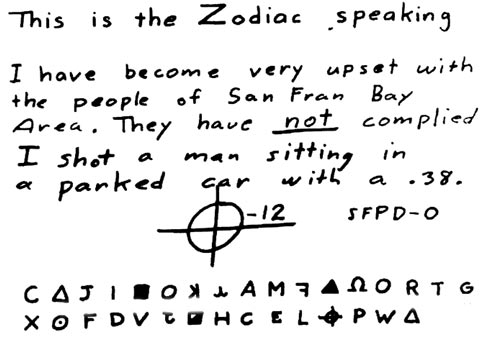 This is the Zodiac speaking
I have become very upset with
the people of San Fran Bay
Area. They have not complied
I shot a man sitting in
a parked car with a .38.
-12 SFPD-0
C Δ J I ■ O ʞ ⅄ A M ꟻ ▲ Ω O R T G
X ⊙ F D V ◪ H C E L ⌖ P W Δ